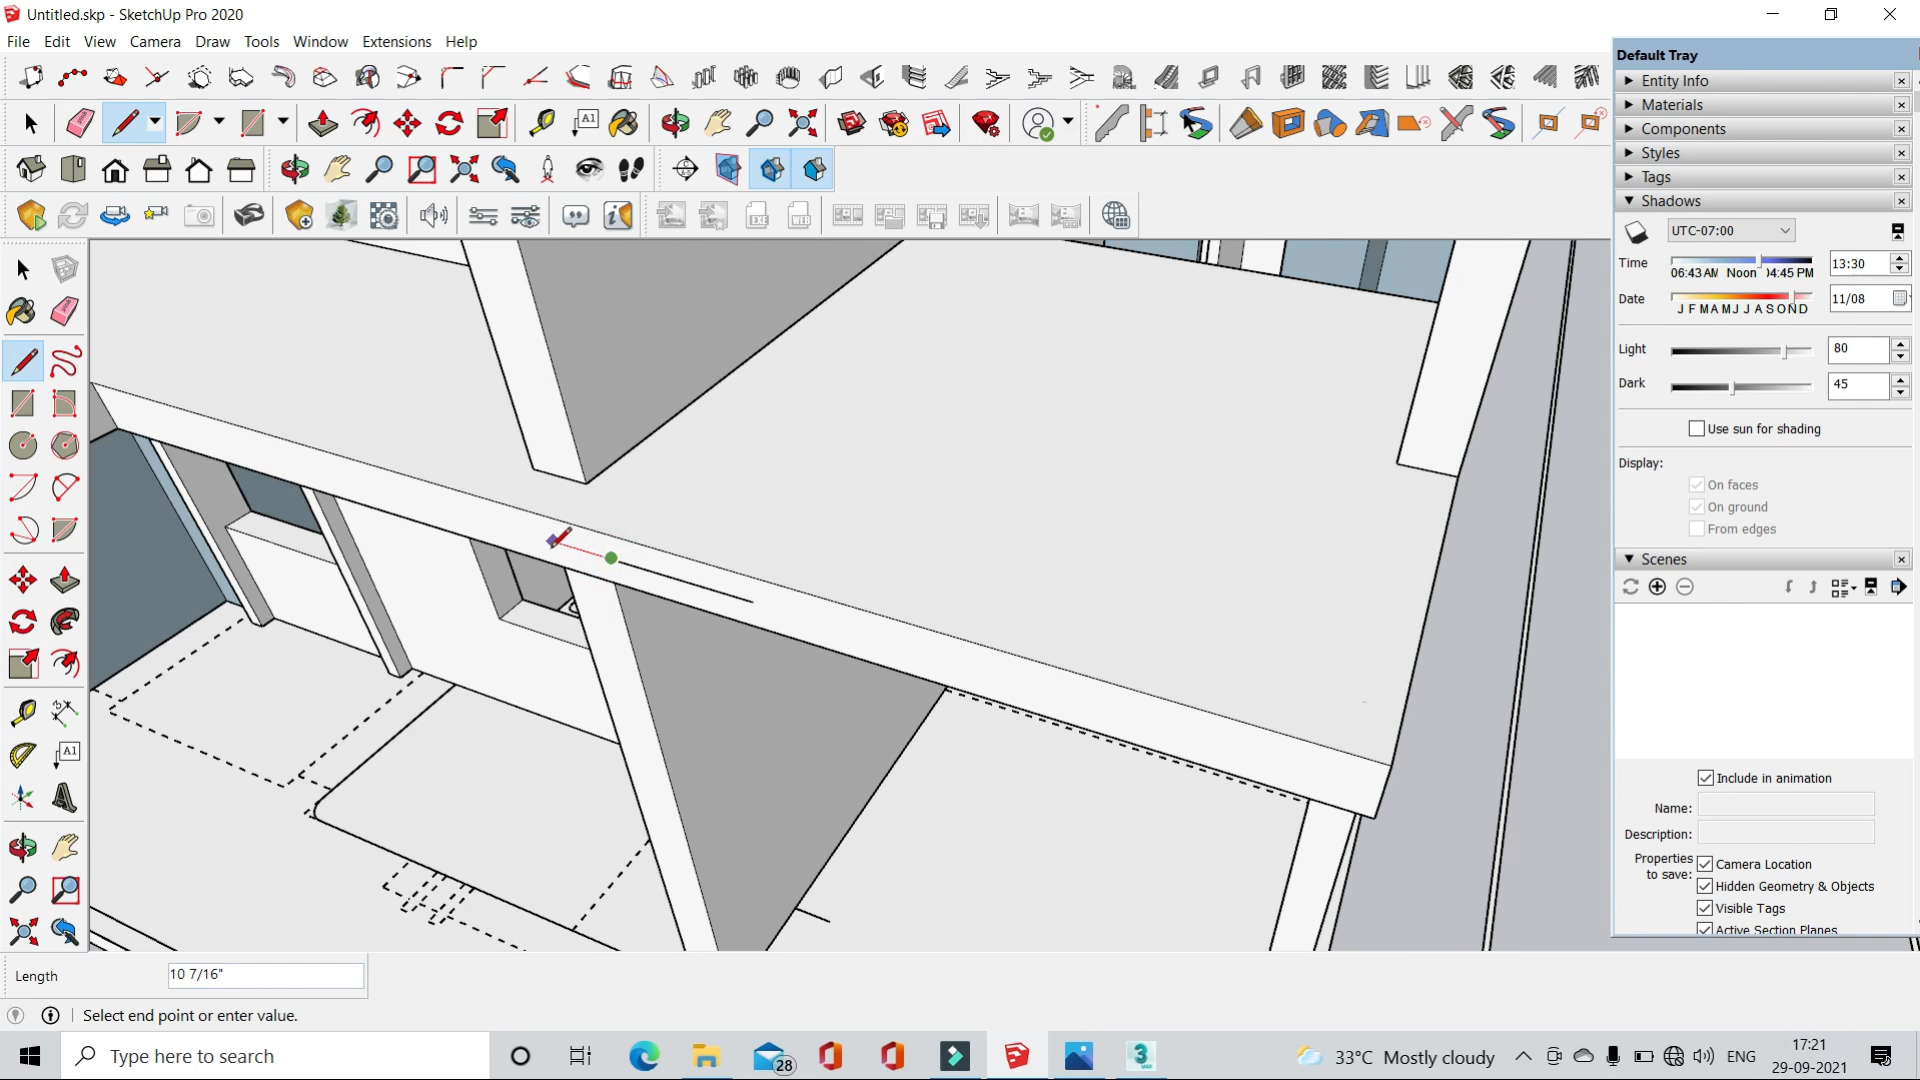 Untitled.skp - SketchUp Pro 2020
File Edit View Camera Draw Tools Window Extensions Help
Default Tray
Entity Info
Materials
Components
Styles
Tags
Shadows
UTC-07:00
Time
06:43 AM Noon 04:45 PM
13:30
Date
J F M A M J J A S O N D
11/08
Light
80
Dark
45
Use sun for shading
Display:
On faces
On ground
From edges
Scenes
Include in animation
Name:
Description:
Properties to save:
Camera Location
Hidden Geometry & Objects
Visible Tags
Active Section Planes
A1
A1
EXE
WEB
Length
10 7/16"
Select end point or enter value.
Type here to search
28
3
33°C Mostly cloudy
ENG
17:21
29-09-2021